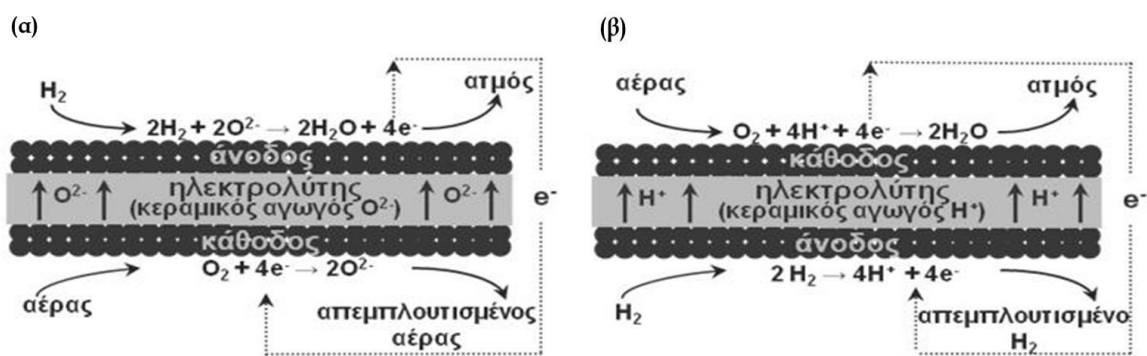 (α)
H₂
ατμός
2H₂ + 2O²⁻ → 2H₂O + 4e⁻
άνοδος
O²⁻
ηλεκτρολύτης
(κεραμικός αγωγός O²⁻)
O²⁻
e⁻
κάθοδος
O₂ + 4e⁻ → 2O²⁻
αέρας
απεμπλουτισμένος
αέρας
(β)
αέρας
ατμός
O₂ + 4H⁺ + 4e⁻ → 2H₂O
κάθοδος
H⁺
ηλεκτρολύτης
(κεραμικός αγωγός H⁺)
H⁺
e⁻
άνοδος
2 H₂ → 4H⁺ + 4e⁻
H₂
απεμπλουτισμένο
H₂